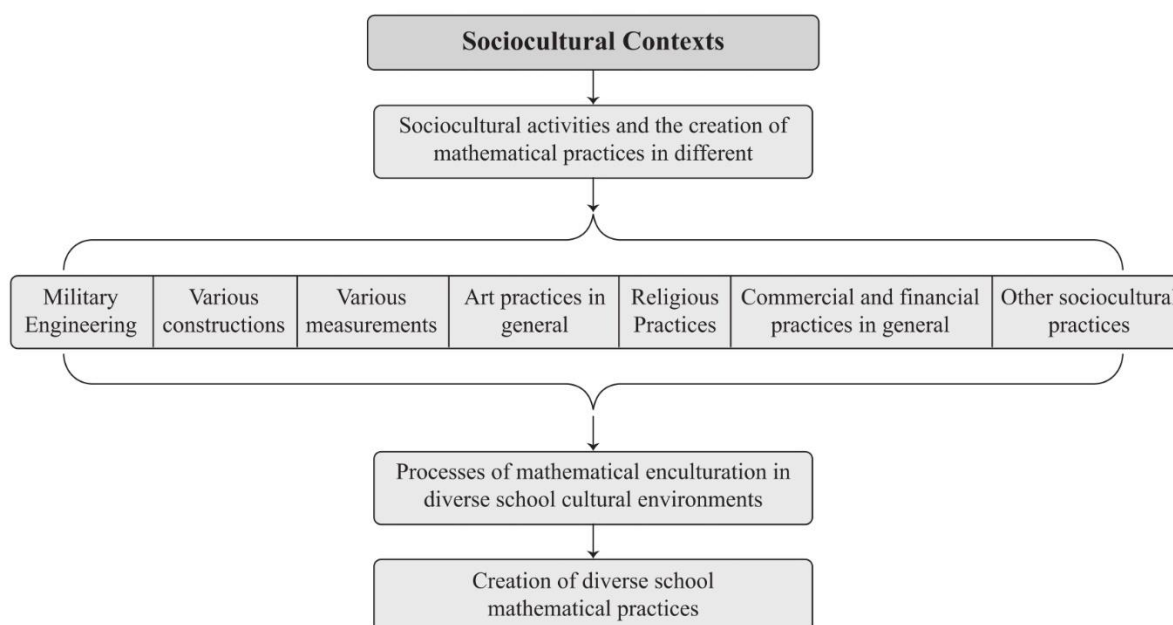 Sociocultural Contexts
Sociocultural activities and the creation of
mathematical practices in different
Military
Engineering
Various
constructions
Various
measurements
Art practices in
general
Religious
Practices
Commercial and financial
practices in general
Other sociocultural
practices
Processes of mathematical enculturation in
diverse school cultural environments
Creation of diverse school
mathematical practices